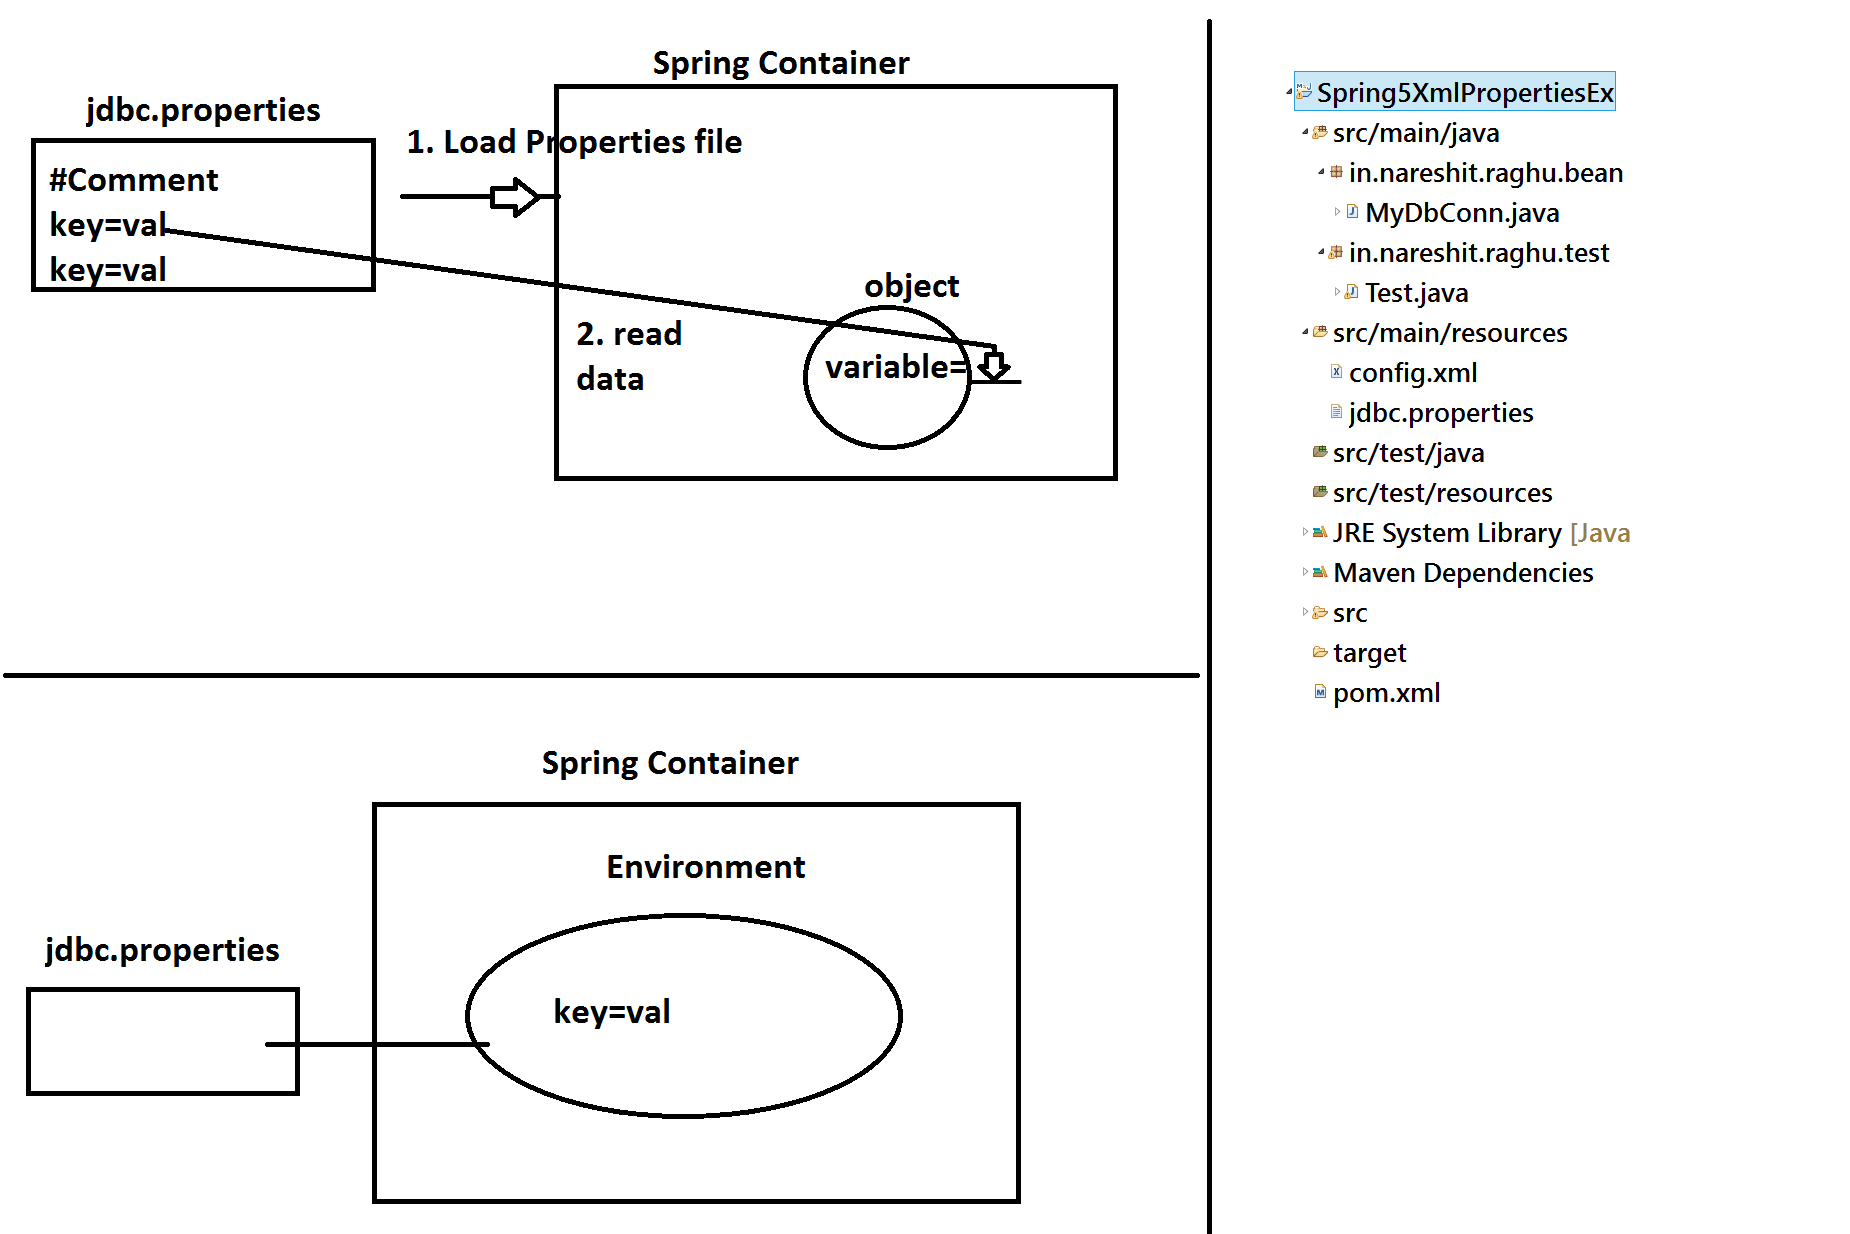 Spring Container
jdbc.properties
1. Load Properties file
#Comment
key=val
key=val
object
2. read
data
variable=
Spring Container
Environment
jdbc.properties
key=val
Spring5XmlPropertiesEx
src/main/java
in.nareshit.raghu.bean
MyDbConn.java
in.nareshit.raghu.test
Test.java
src/main/resources
config.xml
jdbc.properties
src/test/java
src/test/resources
JRE System Library [Java
Maven Dependencies
src
target
pom.xml